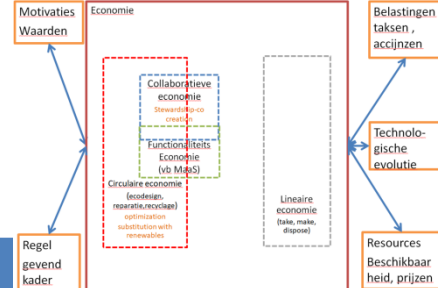 Motivaties
Waarden
Economie
Belastingen
taksen ,
accijnzen
Collaboratieve
economie
Stewardship-co
creation
Functionaliteits
Economie
(vb MaaS)
Circulaire economie
(ecodesign,
reparatie,recyclage)
optimization
substitution with
renewables
Lineaire
economie
(take, make,
dispose)
Technolo-
gische
evolutie
Regel
gevend
kader
Resources
Beschikbaar
heid, prijzen